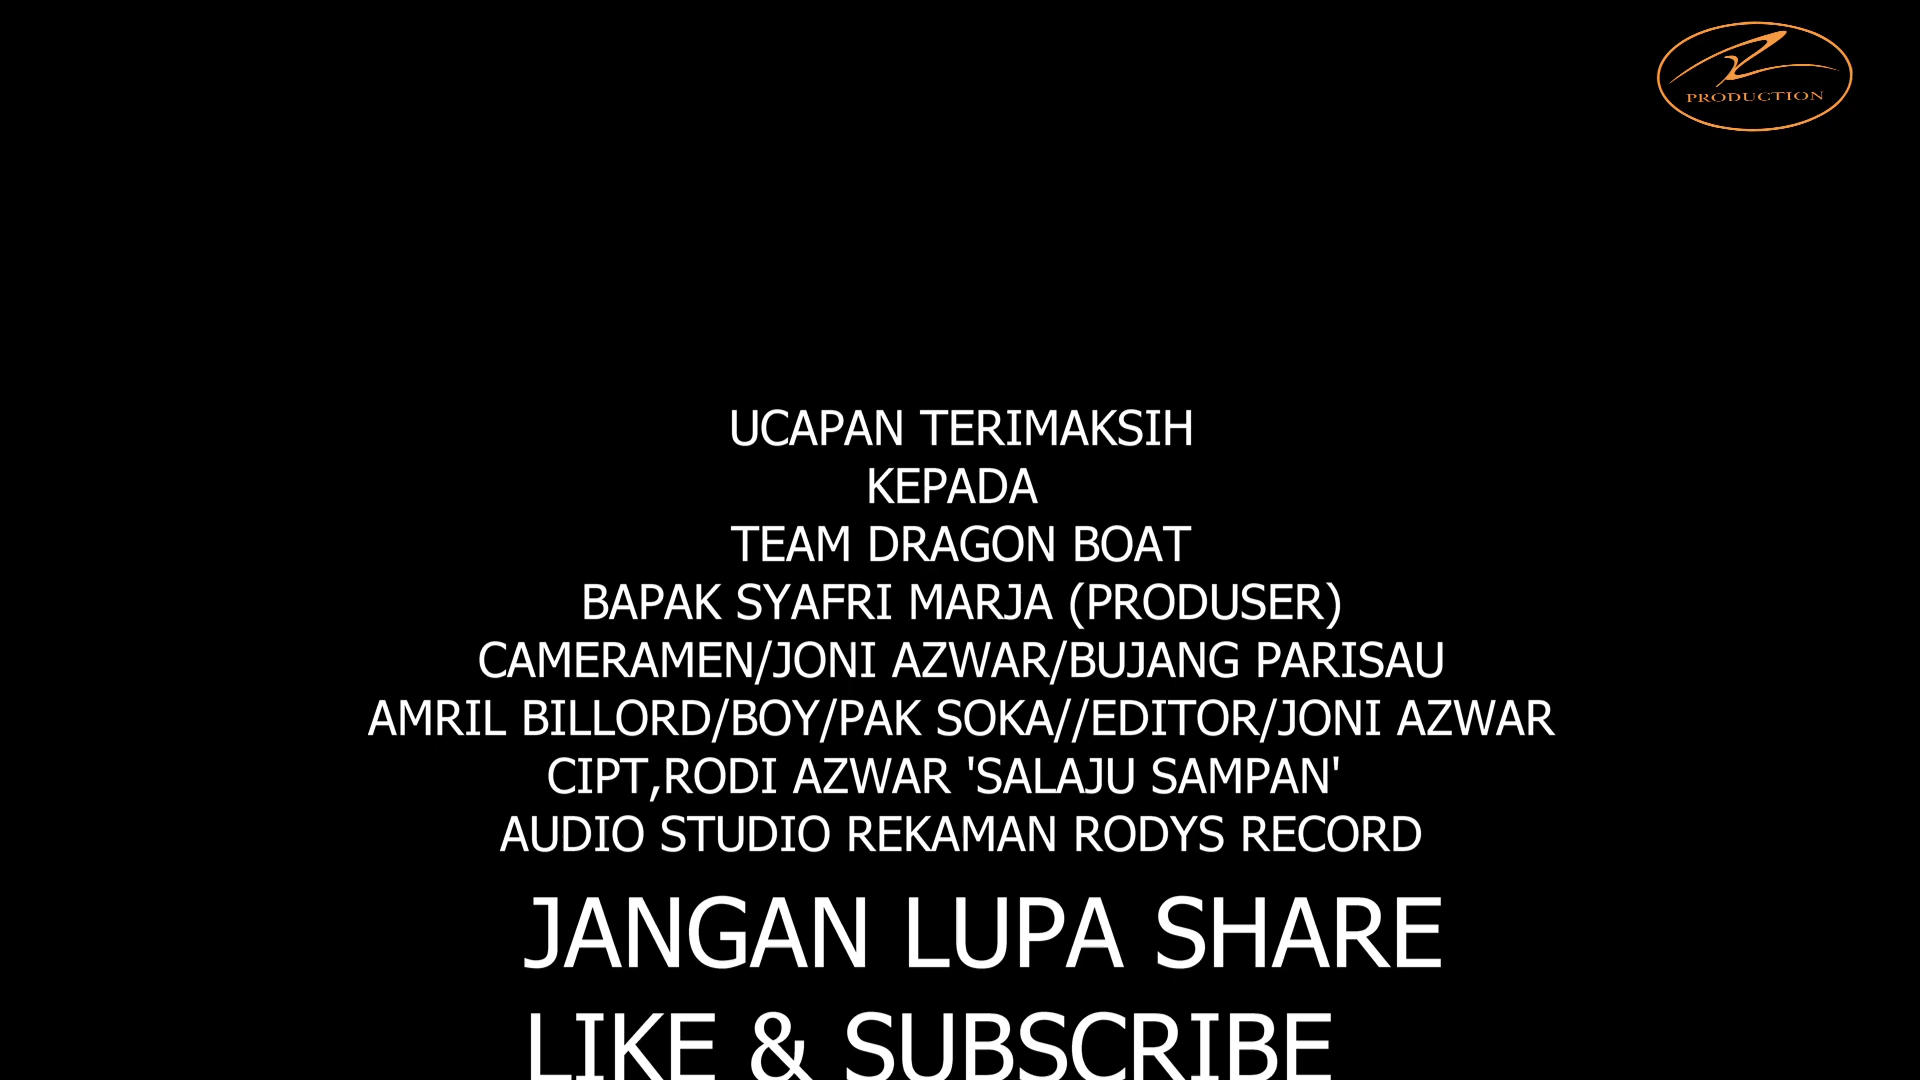 PRODUCTION
UCAPAN TERIMAKSIH
KEPADA
TEAM DRAGON BOAT
BAPAK SYAFRI MARJA (PRODUSER)
CAMERAMEN/JONI AZWAR/BUJANG PARISAU
AMRIL BILLORD/BOY/PAK SOKA//EDITOR/JONI AZWAR
CIPT,RODI AZWAR 'SALAJU SAMPAN'
AUDIO STUDIO REKAMAN RODYS RECORD
JANGAN LUPA SHARE
LIKE & SUBSCRIBE